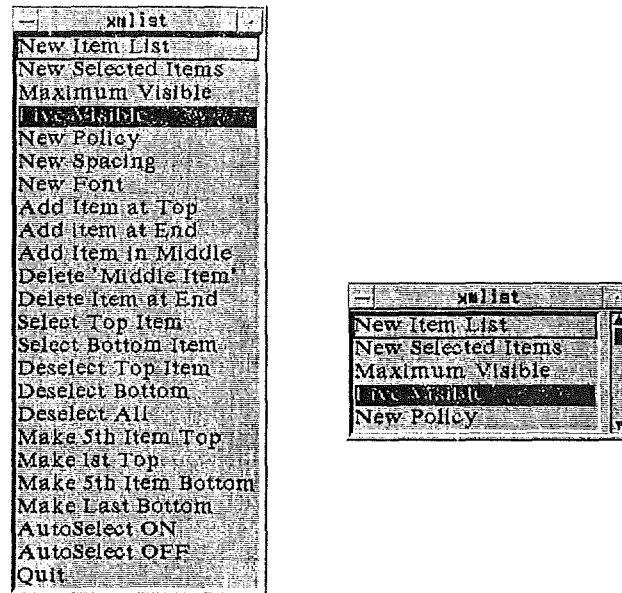 xmlist
New Item List
New Selected Items
Maximum Visible
Five Visible
New Policy
New Spacing
New Font
Add Item at Top
Add Item at End
Add Item in Middle
Delete 'Middle Item'
Delete Item at End
Select Top Item
Select Bottom Item
Deselect Top Item
Deselect Bottom
Deselect All
Make 5th Item Top
Make 1st Top
Make 5th Item Bottom
Make Last Bottom
AutoSelect ON
AutoSelect OFF
Quit
xmlist
New Item List
New Selected Items
Maximum Visible
Five Visible
New Policy